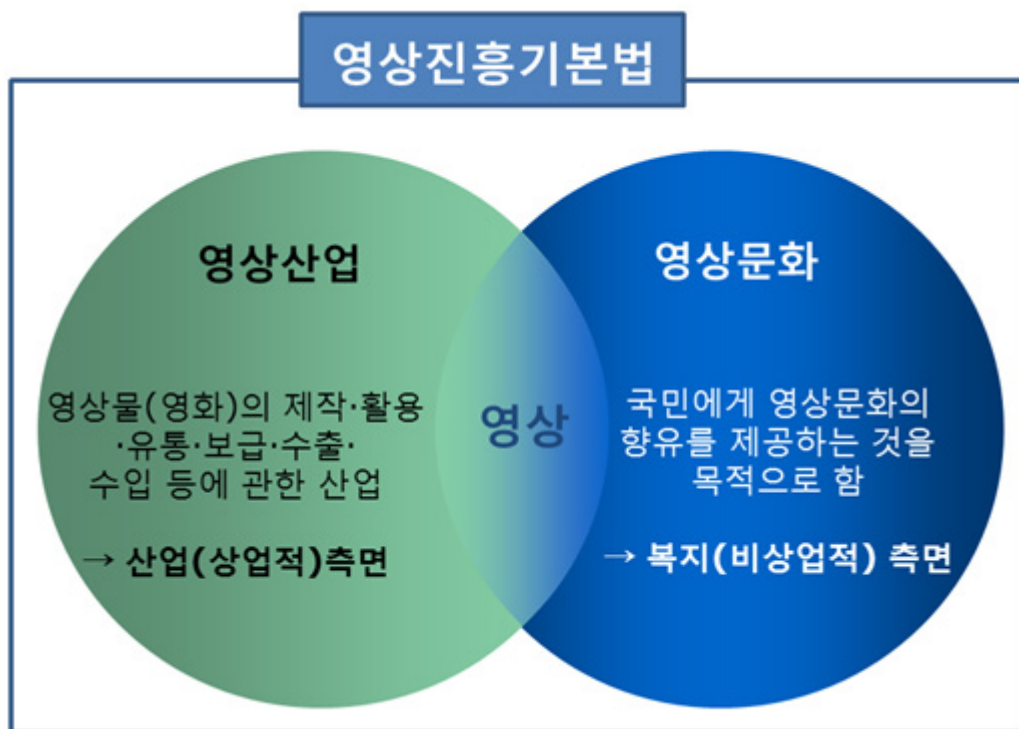 영상진흥기본법
영상산업
영상물(영화)의 제작·활용
·유통·보급·수출·
수입 등에 관한 산업
→ 산업(상업적)측면
영상
영상문화
국민에게 영상문화의
향유를 제공하는 것을
목적으로 함
→ 복지(비상업적) 측면